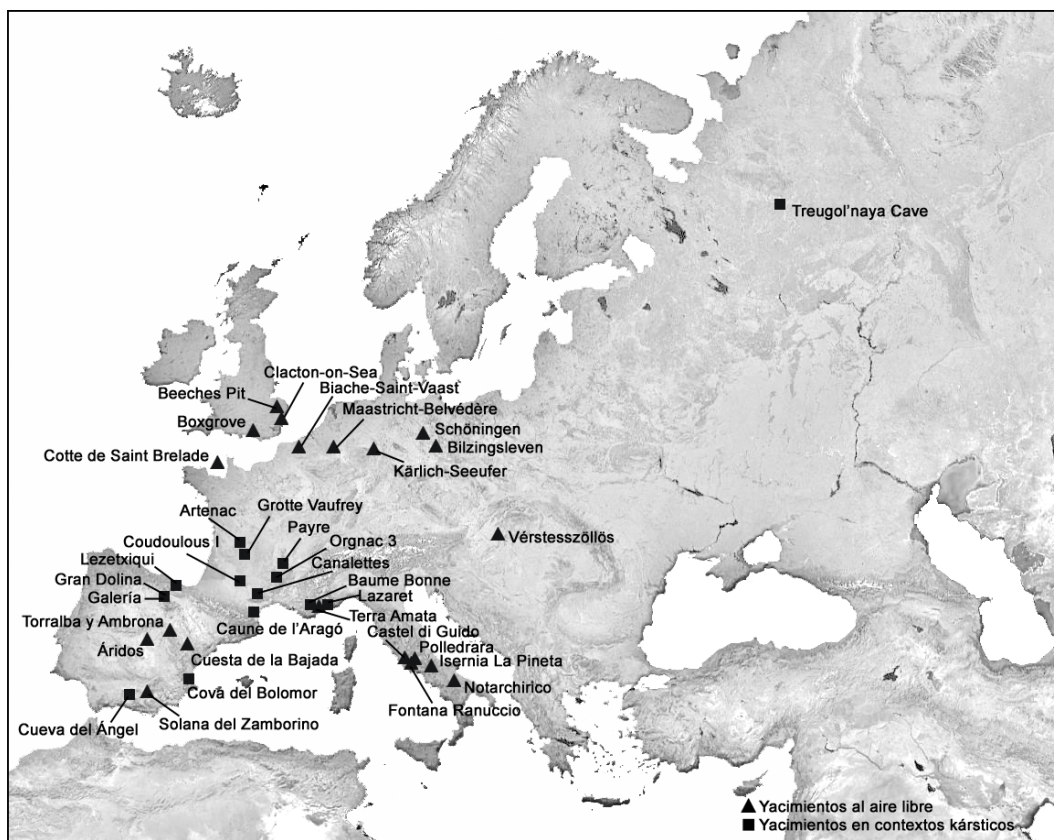 Treugol'naya Cave
Clacton-on-Sea
Biache-Saint-Vaast
Beeches Pit
Maastricht-Belvédère
Boxgrove
Schöningen
Bilzingsleven
Cotte de Saint Brelade
Kärlich-Seeufer
Grotte Vaufrey
Artenac
Payre
Vérstesszöllös
Coudoulous I
Orgnac 3
Lezetxiqui
Canalettes
Gran Dolina
Baume Bonne
Galería
Lazaret
Torralba y Ambrona
Terra Amata
Caune de l'Aragó
Castel di Guido
Áridos
Polledrara
Cuesta de la Bajada
Isernia La Pineta
Cova del Bolomor
Notarchirico
Fontana Ranuccio
Cueva del Ángel
Solana del Zamborino
Yacimientos al aire libre
Yacimientos en contextos kársticos